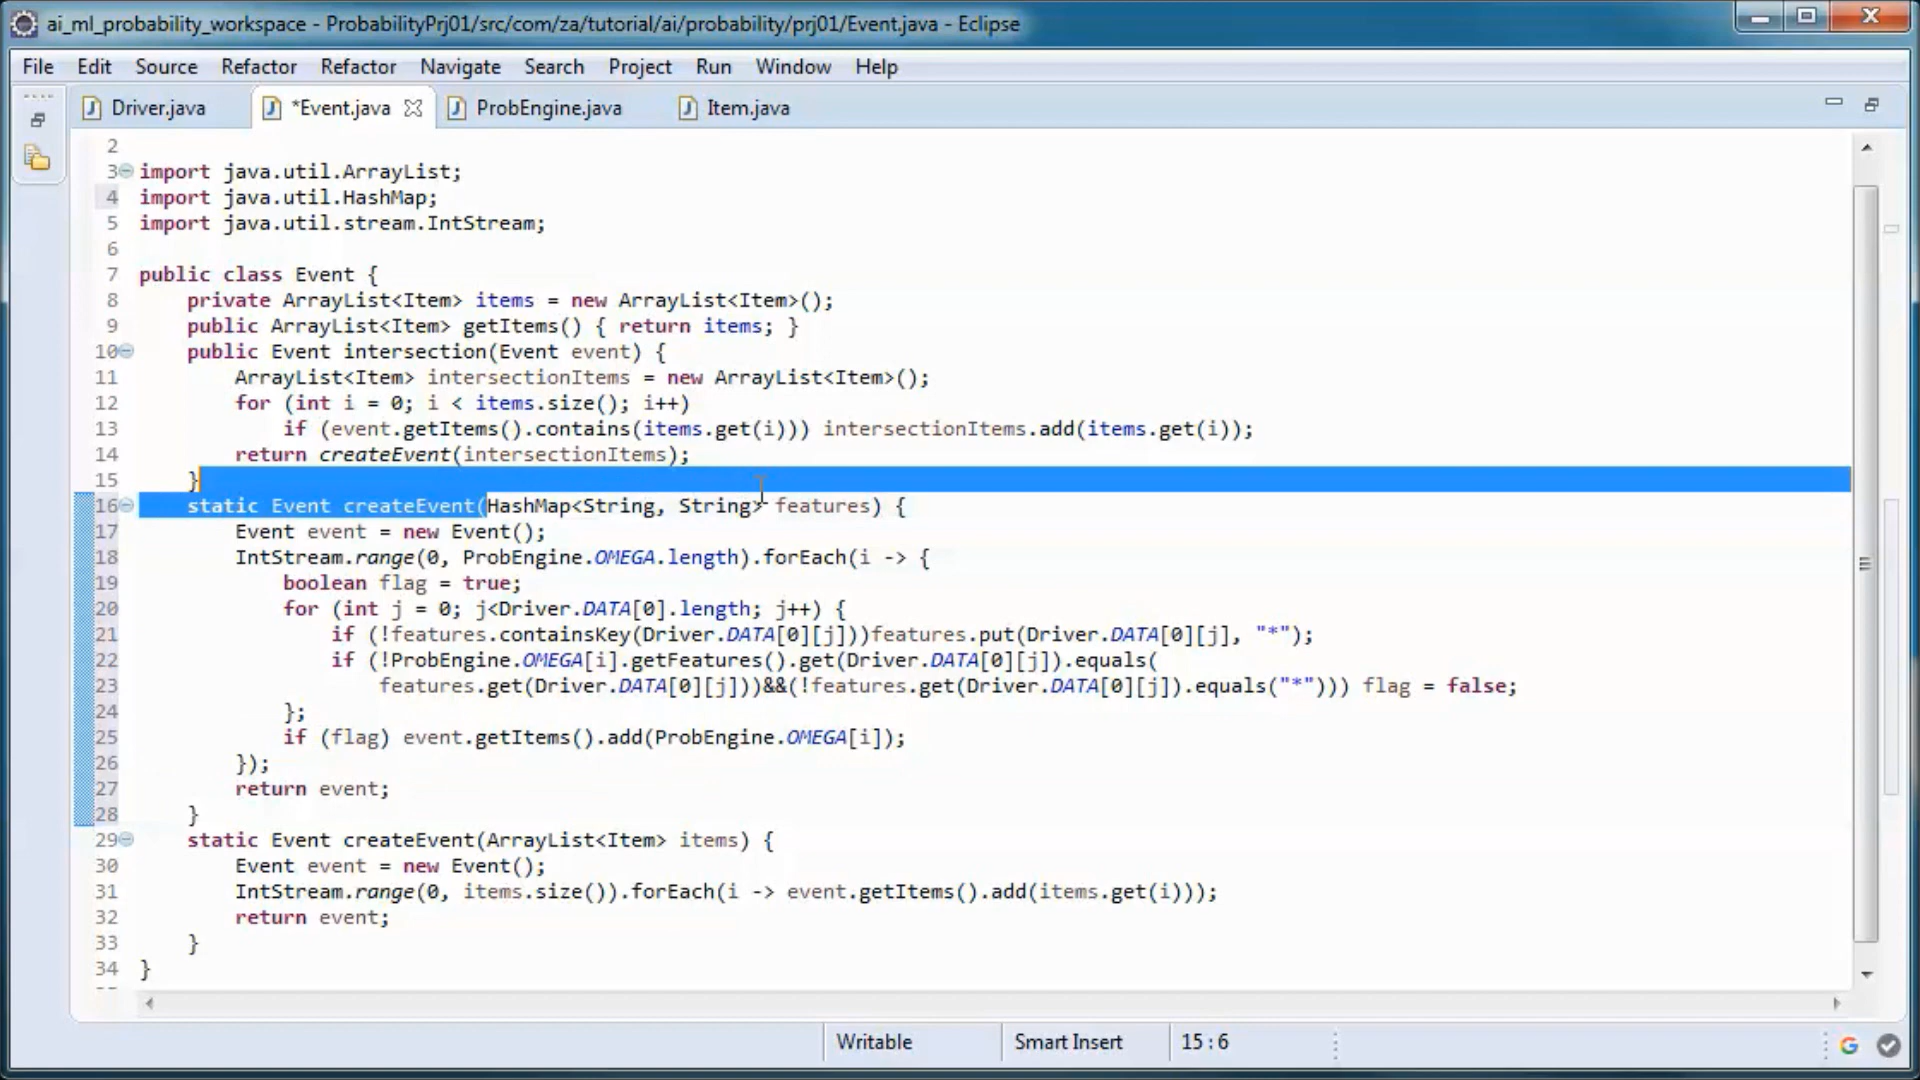 ai_ml_probability_workspace - ProbabilityPrj01/src/com/za/tutorial/ai/probability/prj01/Event.java - Eclipse
File Edit Source Refactor Refactor Navigate Search Project Run Window Help
Driver.java *Event.java ProbEngine.java Item.java
2
3 import java.util.ArrayList;
4 import java.util.HashMap;
5 import java.util.stream.IntStream;
6
7 public class Event {
8 private ArrayList<Item> items = new ArrayList<Item>();
9 public ArrayList<Item> getItems() { return items; }
10 public Event intersection(Event event) {
11 ArrayList<Item> intersectionItems = new ArrayList<Item>();
12 for (int i = 0; i < items.size(); i++)
13 if (event.getItems().contains(items.get(i))) intersectionItems.add(items.get(i));
14 return createEvent(intersectionItems);
15 }
16 static Event createEvent(HashMap<String, String> features) {
17 Event event = new Event();
18 IntStream.range(0, ProbEngine.OMEGA.length).forEach(i -> {
19 boolean flag = true;
20 for (int j = 0; j<Driver.DATA[0].length; j++) {
21 if (!features.containsKey(Driver.DATA[0][j]))features.put(Driver.DATA[0][j], "*");
22 if (!ProbEngine.OMEGA[i].getFeatures().get(Driver.DATA[0][j]).equals(
23 features.get(Driver.DATA[0][j]))&&(!features.get(Driver.DATA[0][j]).equals("*"))) flag = false;
24 };
25 if (flag) event.getItems().add(ProbEngine.OMEGA[i]);
26 });
27 return event;
28 }
29 static Event createEvent(ArrayList<Item> items) {
30 Event event = new Event();
31 IntStream.range(0, items.size()).forEach(i -> event.getItems().add(items.get(i)));
32 return event;
33 }
34 }
Writable Smart Insert 15 : 6